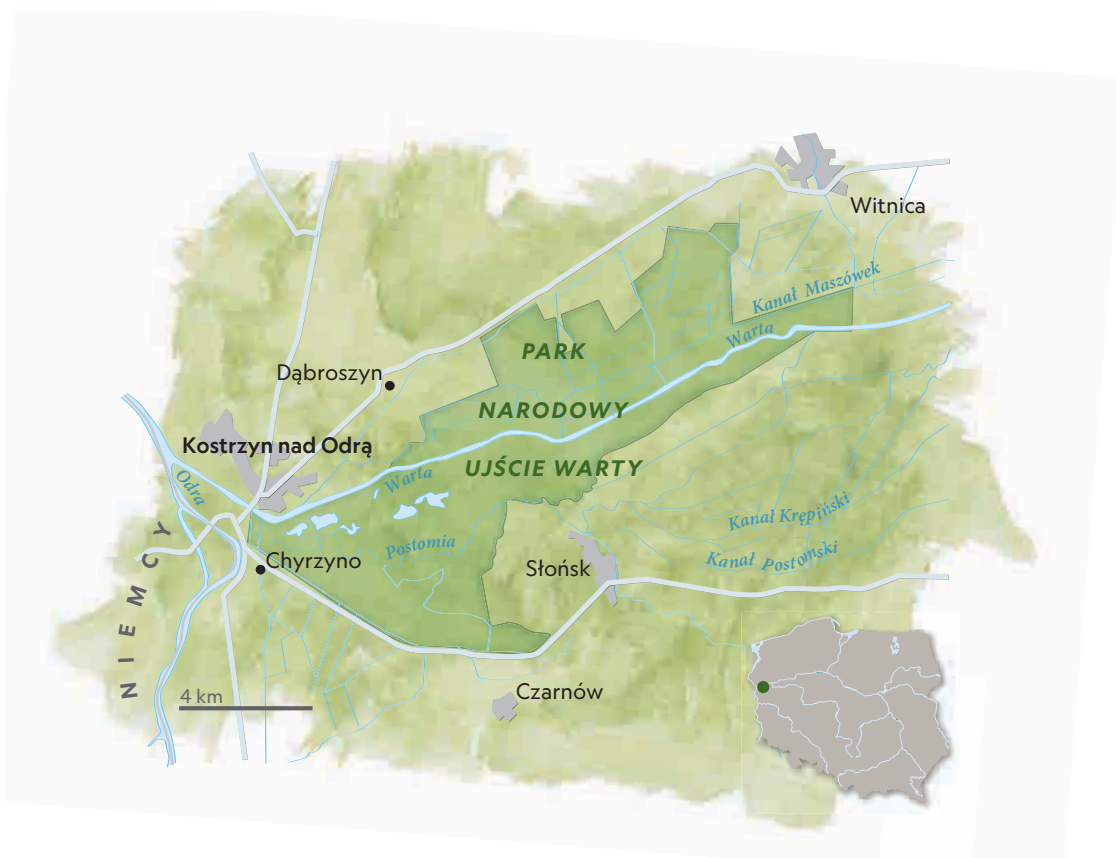 Witnica
Kanał Maszówek
Warta
PARK
Dąbroszyn
NARODOWY
Kostrzyn nad Odrą
UJŚCIE WARTY
Warta
Odra
Kanał Krępiński
Postomia
Kanał Postomski
Chyrzyno
Słońsk
NIEMCY
Czarnów
4 km